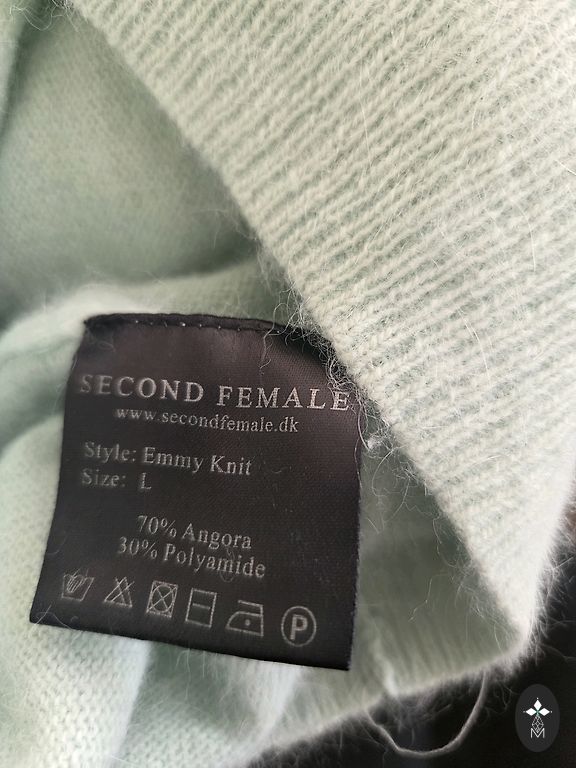 SECOND FEMALE
www.secondfemale.dk
Style: Emmy Knit
Size: L
70% Angora
30% Polyamide
P
M